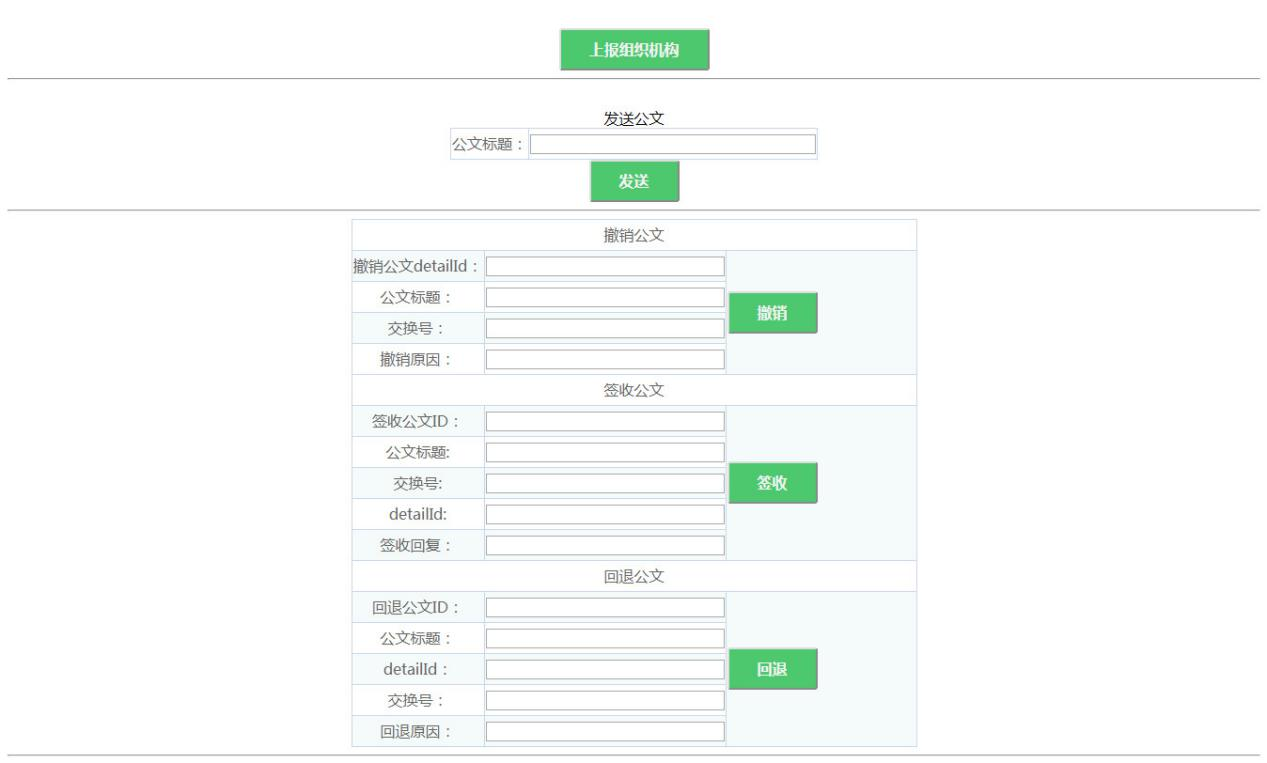 上报组织机构
发送公文
公文标题：
发送
撤销公文
撤销公文detailId：
公文标题：
交换号：
撤销原因：
撤销
签收公文
签收公文ID：
公文标题:
交换号:
detailId:
签收回复：
签收
回退公文
回退公文ID：
公文标题：
detailId：
交换号：
回退原因：
回退